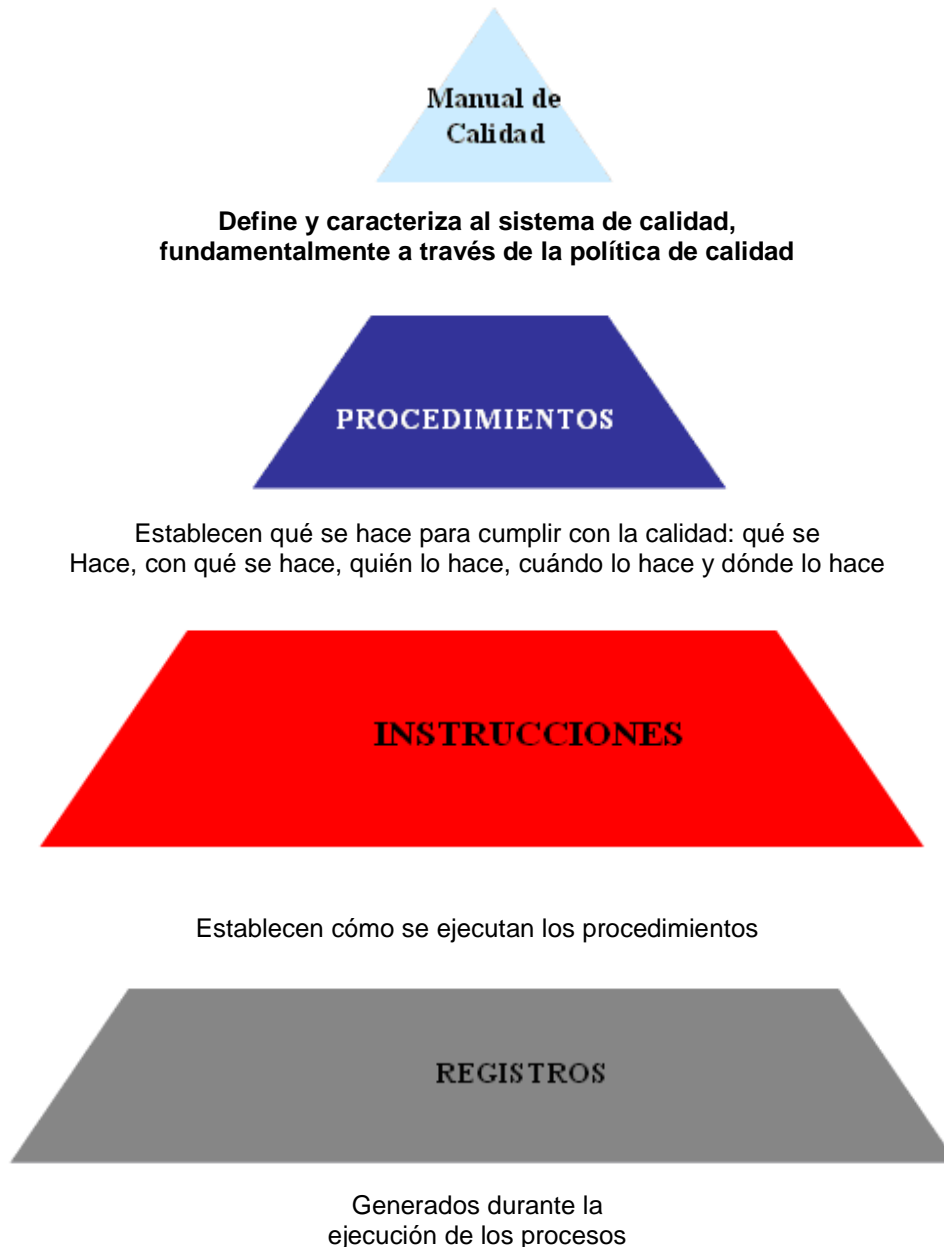 Manual de
Calidad
Define y caracteriza al sistema de calidad,
fundamentalmente a través de la política de calidad
PROCEDIMIENTOS
Establecen qué se hace para cumplir con la calidad: qué se
Hace, con qué se hace, quién lo hace, cuándo lo hace y dónde lo hace
INSTRUCCIONES
Establecen cómo se ejecutan los procedimientos
REGISTROS
Generados durante la
ejecución de los procesos